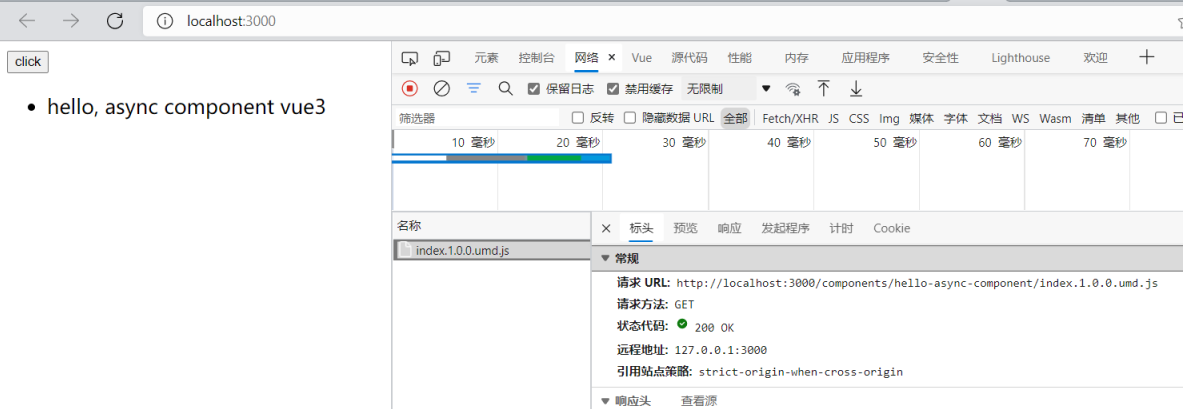 localhost:3000
click
hello, async component vue3
元素 控制台 网络 × Vue 源代码 性能 内存 应用程序 安全性 Lighthouse 欢迎
保留日志 禁用缓存 无限制
筛选器 反转 隐藏数据 URL 全部 Fetch/XHR JS CSS Img 媒体 字体 文档 WS Wasm 清单 其他
10 毫秒 20 毫秒 30 毫秒 40 毫秒 50 毫秒 60 毫秒 70 毫秒
名称
× 标头 预览 响应 发起程序 计时 Cookie
index.1.0.0.umd.js
常规
请求 URL: http://localhost:3000/components/hello-async-component/index.1.0.0.umd.js
请求方法: GET
状态代码: 200 OK
远程地址: 127.0.0.1:3000
引用站点策略: strict-origin-when-cross-origin
响应头 查看源